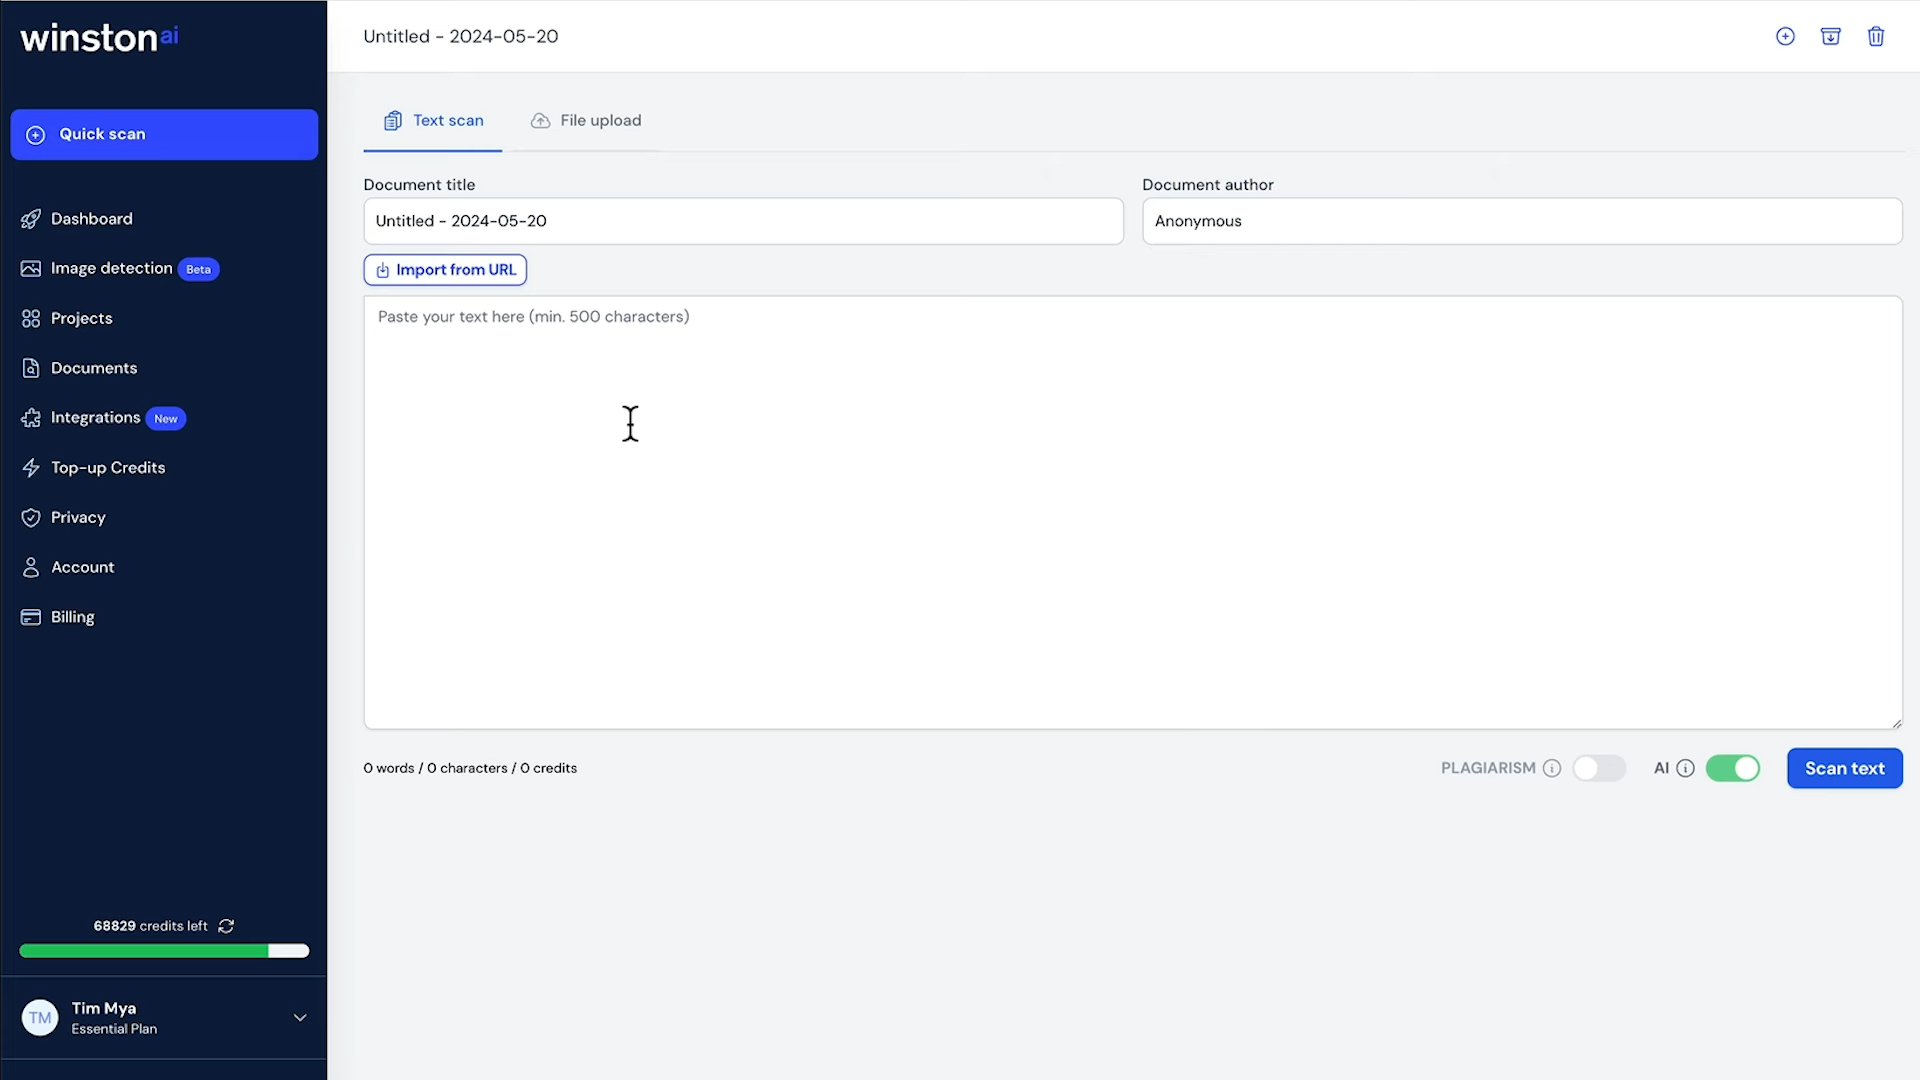 winston ai
Quick scan
Dashboard
Image detection Beta
Projects
Documents
Integrations New
Top-up Credits
Privacy
Account
Billing
68829 credits left
TM
Tim Mya
Essential Plan
Untitled - 2024-05-20
Text scan
File upload
Document title
Document author
Untitled - 2024-05-20
Anonymous
Import from URL
Paste your text here (min. 500 characters)
0 words / 0 characters / 0 credits
PLAGIARISM
AI
Scan text